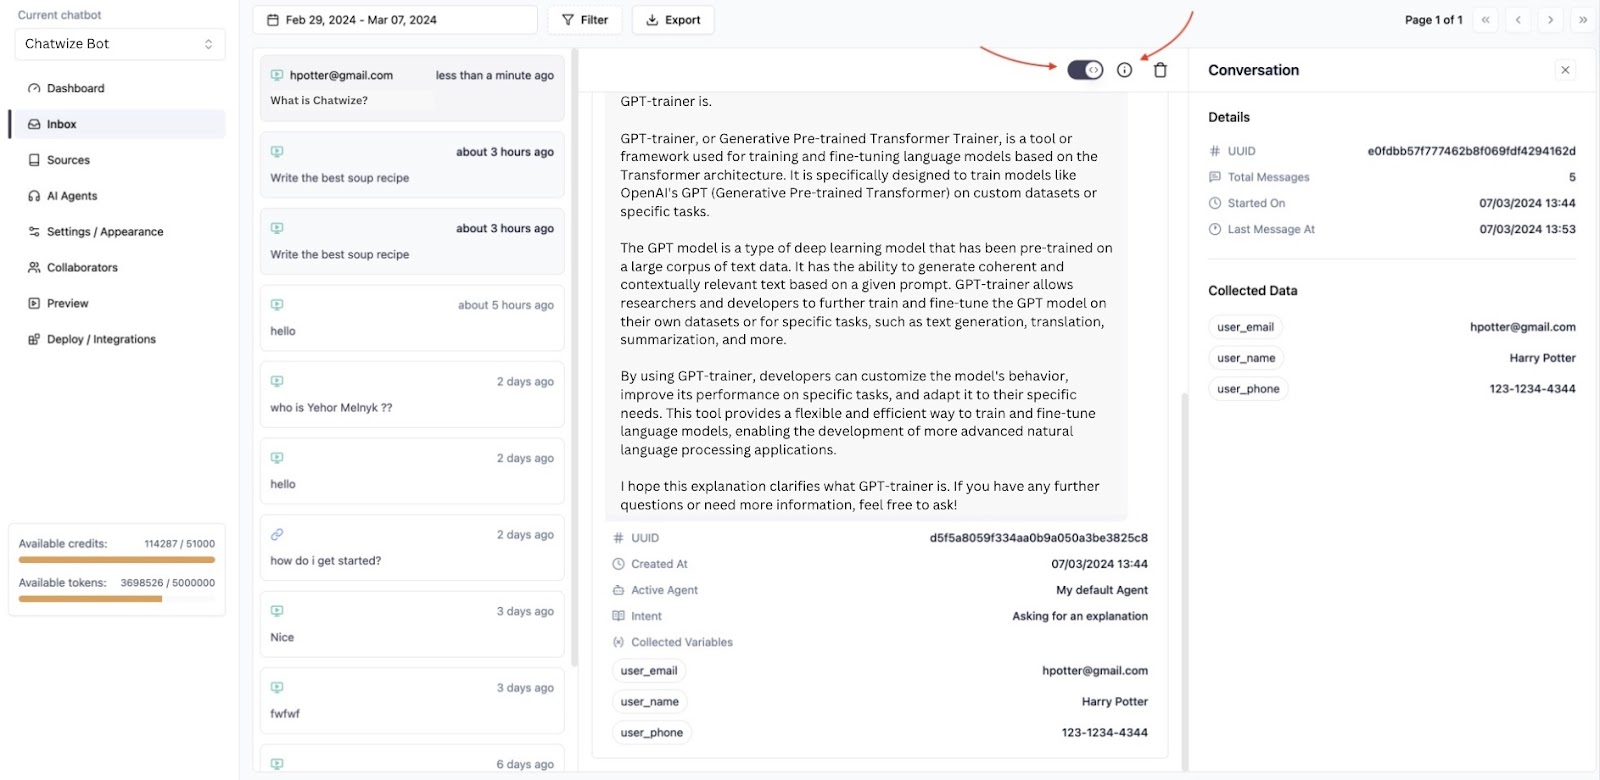 Current chatbot
Chatwize Bot
Dashboard
Inbox
Sources
AI Agents
Settings / Appearance
Collaborators
Preview
Deploy / Integrations
Available credits: 114287 / 51000
Available tokens: 3698526 / 5000000
Feb 29, 2024 - Mar 07, 2024
Filter
Export
Page 1 of 1
hpotter@gmail.com less than a minute ago
What is Chatwize?
about 3 hours ago
Write the best soup recipe
about 3 hours ago
Write the best soup recipe
about 5 hours ago
hello
2 days ago
who is Yehor Melnyk ??
2 days ago
hello
2 days ago
how do i get started?
3 days ago
Nice
3 days ago
fwfwf
6 days ago
GPT-trainer is.
GPT-trainer, or Generative Pre-trained Transformer Trainer, is a tool or
framework used for training and fine-tuning language models based on the
Transformer architecture. It is specifically designed to train models like
OpenAI's GPT (Generative Pre-trained Transformer) on custom datasets or
specific tasks.
The GPT model is a type of deep learning model that has been pre-trained on
a large corpus of text data. It has the ability to generate coherent and
contextually relevant text based on a given prompt. GPT-trainer allows
researchers and developers to further train and fine-tune the GPT model on
their own datasets or for specific tasks, such as text generation, translation,
summarization, and more.
By using GPT-trainer, developers can customize the model's behavior,
improve its performance on specific tasks, and adapt it to their specific
needs. This tool provides a flexible and efficient way to train and fine-tune
language models, enabling the development of more advanced natural
language processing applications.
I hope this explanation clarifies what GPT-trainer is. If you have any further
questions or need more information, feel free to ask!
UUID d5f5a8059f334aa0b9a050a3be3825c8
Created At 07/03/2024 13:44
Active Agent My default Agent
Intent Asking for an explanation
Collected Variables
user_email hpotter@gmail.com
user_name Harry Potter
user_phone 123-1234-4344
Conversation
Details
UUID e0fdbb57f777462b8f069fdf4294162d
Total Messages 5
Started On 07/03/2024 13:44
Last Message At 07/03/2024 13:53
Collected Data
user_email hpotter@gmail.com
user_name Harry Potter
user_phone 123-1234-4344